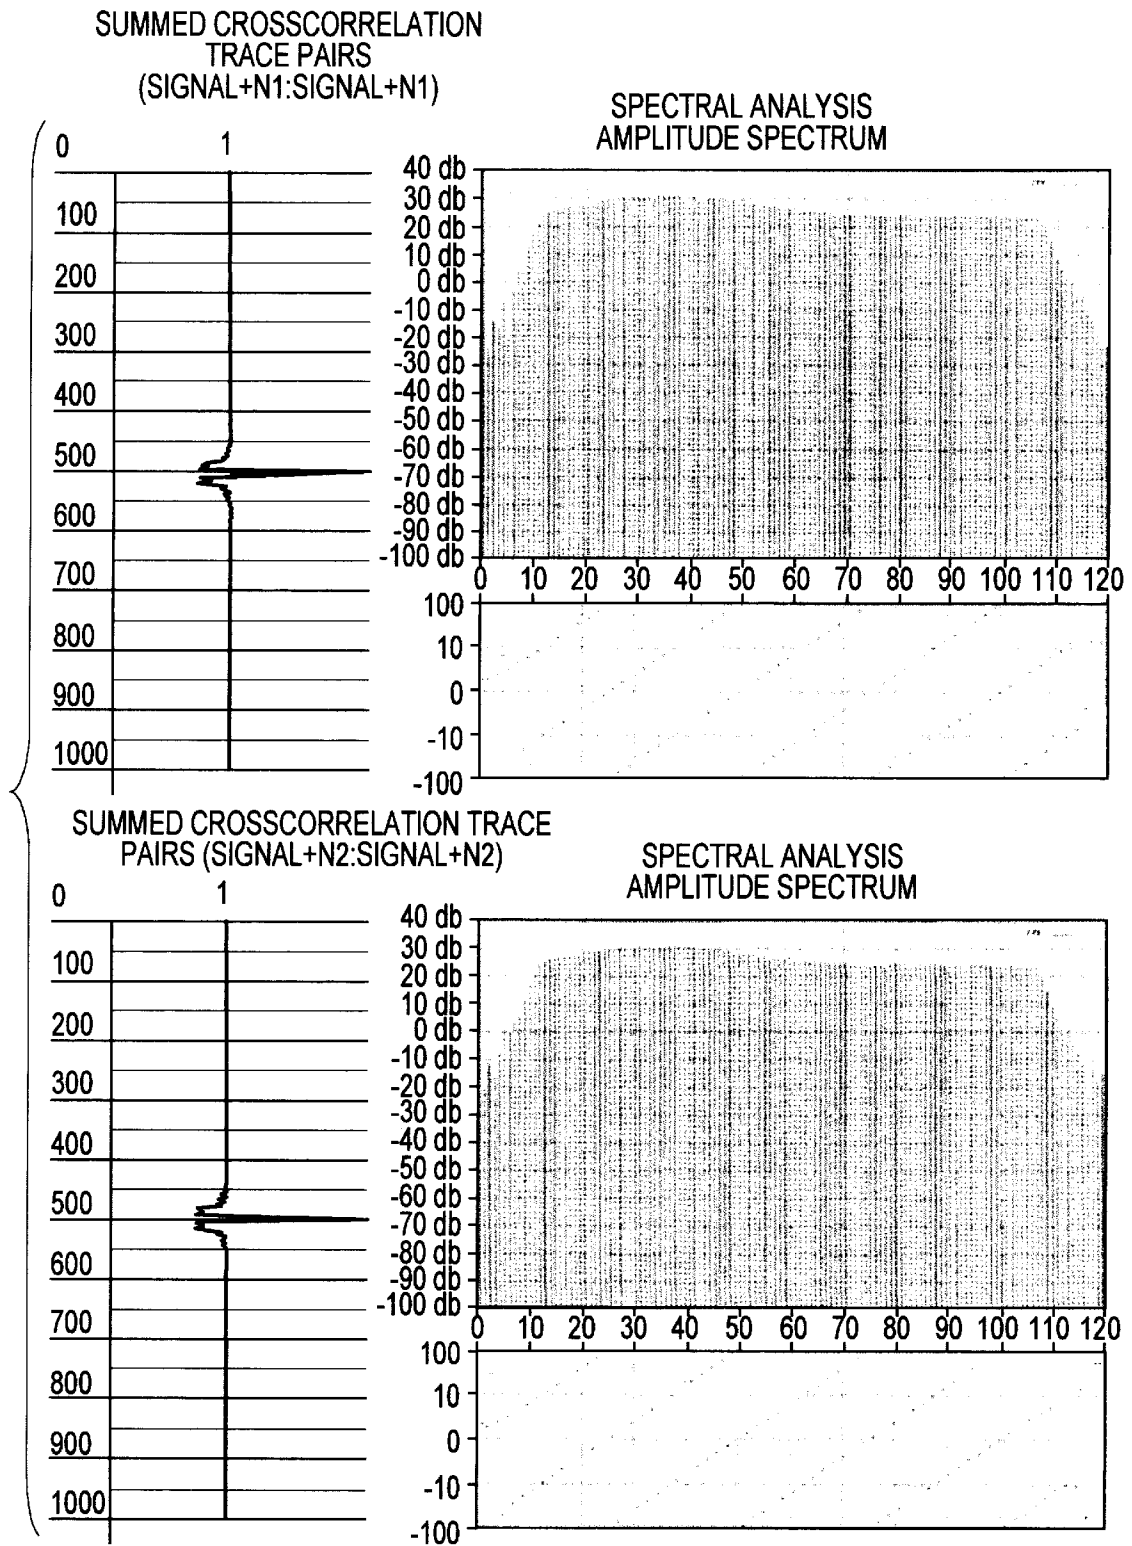 SUMMED CROSSCORRELATION
TRACE PAIRS
(SIGNAL+N1:SIGNAL+N1)
SPECTRAL ANALYSIS
AMPLITUDE SPECTRUM
0 1
100
200
300
400
500
600
700
800
900
1000
40 db
30 db
20 db
10 db
0 db
-10 db
-20 db
-30 db
-40 db
-50 db
-60 db
-70 db
-80 db
-90 db
-100 db
0 10 20 30 40 50 60 70 80 90 100 110 120
100
10
0
-10
-100
SUMMED CROSSCORRELATION TRACE
PAIRS (SIGNAL+N2:SIGNAL+N2)
SPECTRAL ANALYSIS
AMPLITUDE SPECTRUM
0 1
100
200
300
400
500
600
700
800
900
1000
40 db
30 db
20 db
10 db
0 db
-10 db
-20 db
-30 db
-40 db
-50 db
-60 db
-70 db
-80 db
-90 db
-100 db
0 10 20 30 40 50 60 70 80 90 100 110 120
100
10
0
-10
-100